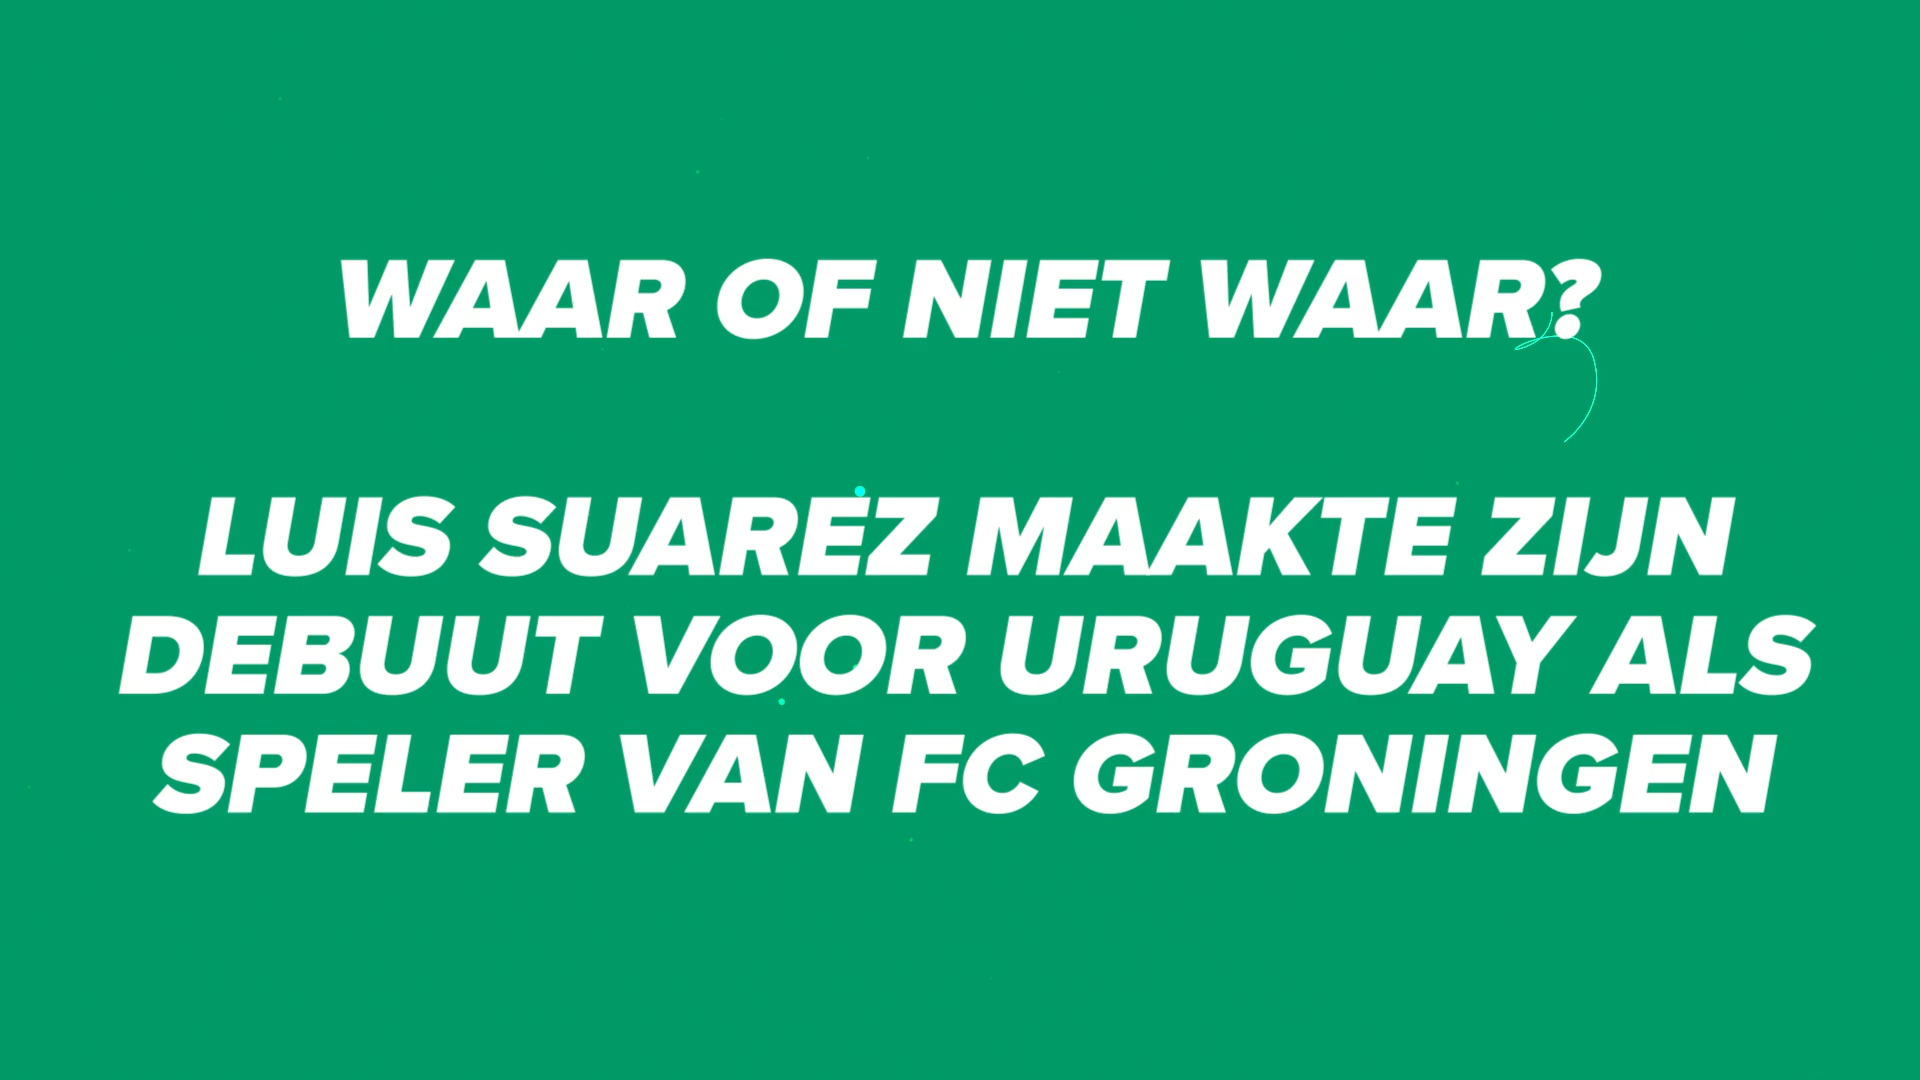 WAAR OF NIET WAAR?
LUIS SUAREZ MAAKTE ZIJN
DEBUUT VOOR URUGUAY ALS
SPELER VAN FC GRONINGEN